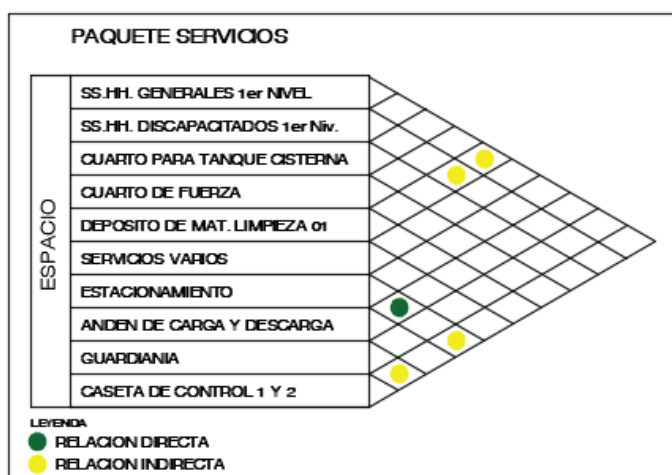 PAQUETE SERVICIOS
ESPACIO
SS.HH. GENERALES 1er NIVEL
SS.HH. DISCAPACITADOS 1er Niv.
CUARTO PARA TANQUE CISTERNA
CUARTO DE FUERZA
DEPOSITO DE MAT. LIMPIEZA 01
SERVICIOS VARIOS
ESTACIONAMIENTO
ANDEN DE CARGA Y DESCARGA
GUARDIANIA
CASETA DE CONTROL 1 Y 2
LEYENDA
RELACION DIRECTA
RELACION INDIRECTA